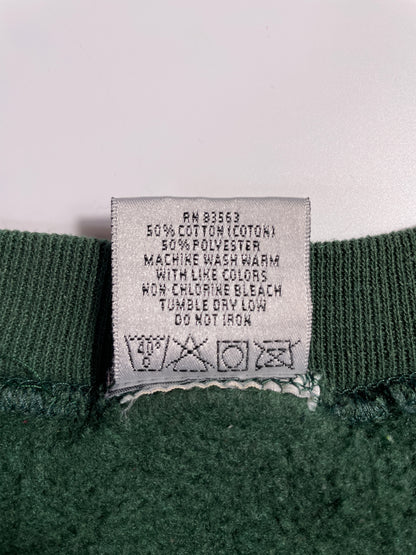 RN 83563
50% COTTON (COTON)
50% POLYESTER
MACHINE WASH WARM
WITH LIKE COLORS
NON-CHLORINE BLEACH
TUMBLE DRY LOW
DO NOT IRON
40°